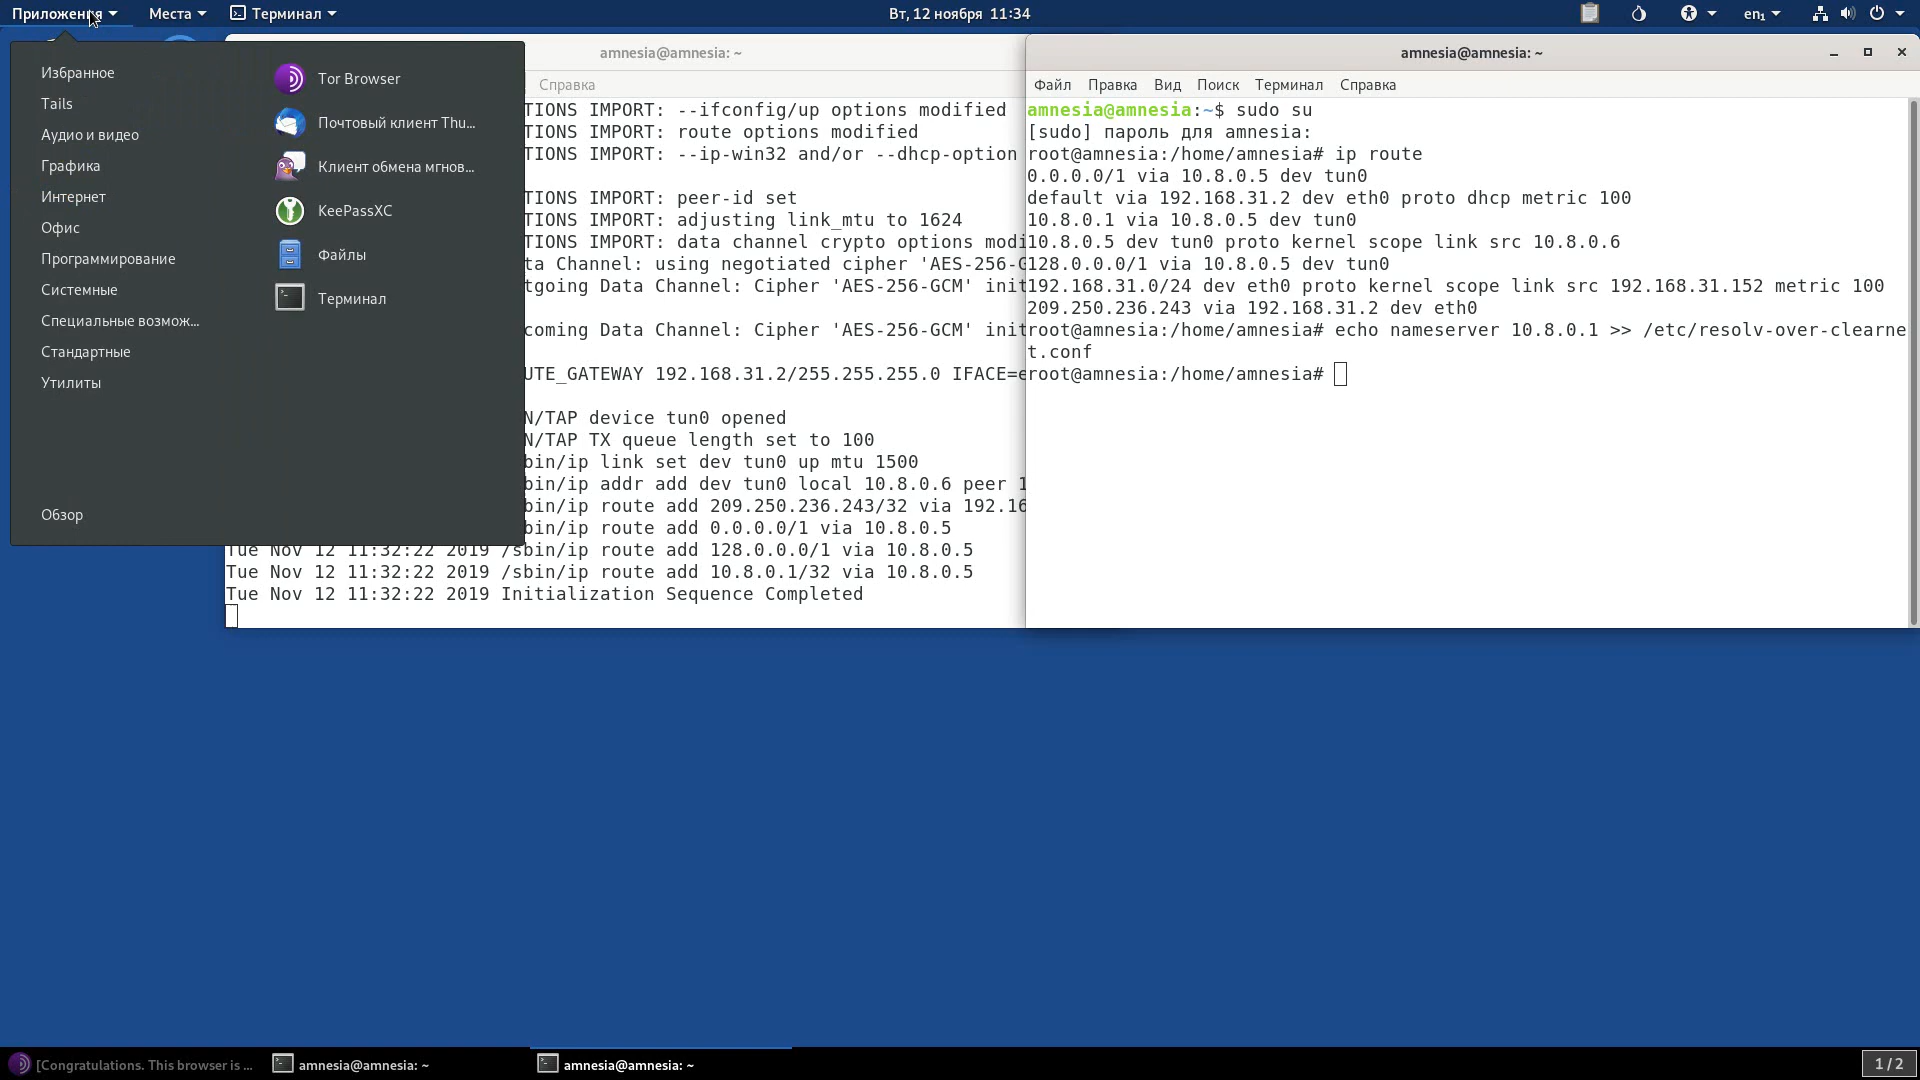 Приложения
Места
Терминал
Вт, 12 ноября 11:34
en₁
Избранное
Tails
Аудио и видео
Графика
Интернет
Офис
Программирование
Системные
Специальные возмож...
Стандартные
Утилиты
Обзор
Tor Browser
Почтовый клиент Thu...
Клиент обмена мгнов...
KeePassXC
Файлы
Терминал
amnesia@amnesia: ~
Справка
TIONS IMPORT: --ifconfig/up options modified
TIONS IMPORT: route options modified
TIONS IMPORT: --ip-win32 and/or --dhcp-option
TIONS IMPORT: peer-id set
TIONS IMPORT: adjusting link_mtu to 1624
TIONS IMPORT: data channel crypto options modi
ta Channel: using negotiated cipher 'AES-256-G
tgoing Data Channel: Cipher 'AES-256-GCM' init
coming Data Channel: Cipher 'AES-256-GCM' init
UTE_GATEWAY 192.168.31.2/255.255.255.0 IFACE=e
N/TAP device tun0 opened
N/TAP TX queue length set to 100
bin/ip link set dev tun0 up mtu 1500
bin/ip addr add dev tun0 local 10.8.0.6 peer 1
bin/ip route add 209.250.236.243/32 via 192.16
bin/ip route add 0.0.0.0/1 via 10.8.0.5
Tue Nov 12 11:32:22 2019 /sbin/ip route add 128.0.0.0/1 via 10.8.0.5
Tue Nov 12 11:32:22 2019 /sbin/ip route add 10.8.0.1/32 via 10.8.0.5
Tue Nov 12 11:32:22 2019 Initialization Sequence Completed
amnesia@amnesia: ~
Файл Правка Вид Поиск Терминал Справка
amnesia@amnesia:~$ sudo su
[sudo] пароль для amnesia:
root@amnesia:/home/amnesia# ip route
0.0.0.0/1 via 10.8.0.5 dev tun0
default via 192.168.31.2 dev eth0 proto dhcp metric 100
10.8.0.1 via 10.8.0.5 dev tun0
10.8.0.5 dev tun0 proto kernel scope link src 10.8.0.6
128.0.0.0/1 via 10.8.0.5 dev tun0
192.168.31.0/24 dev eth0 proto kernel scope link src 192.168.31.152 metric 100
209.250.236.243 via 192.168.31.2 dev eth0
root@amnesia:/home/amnesia# echo nameserver 10.8.0.1 >> /etc/resolv-over-clearne
t.conf
root@amnesia:/home/amnesia#
[Congratulations. This browser is ...
amnesia@amnesia: ~
amnesia@amnesia: ~
1 / 2